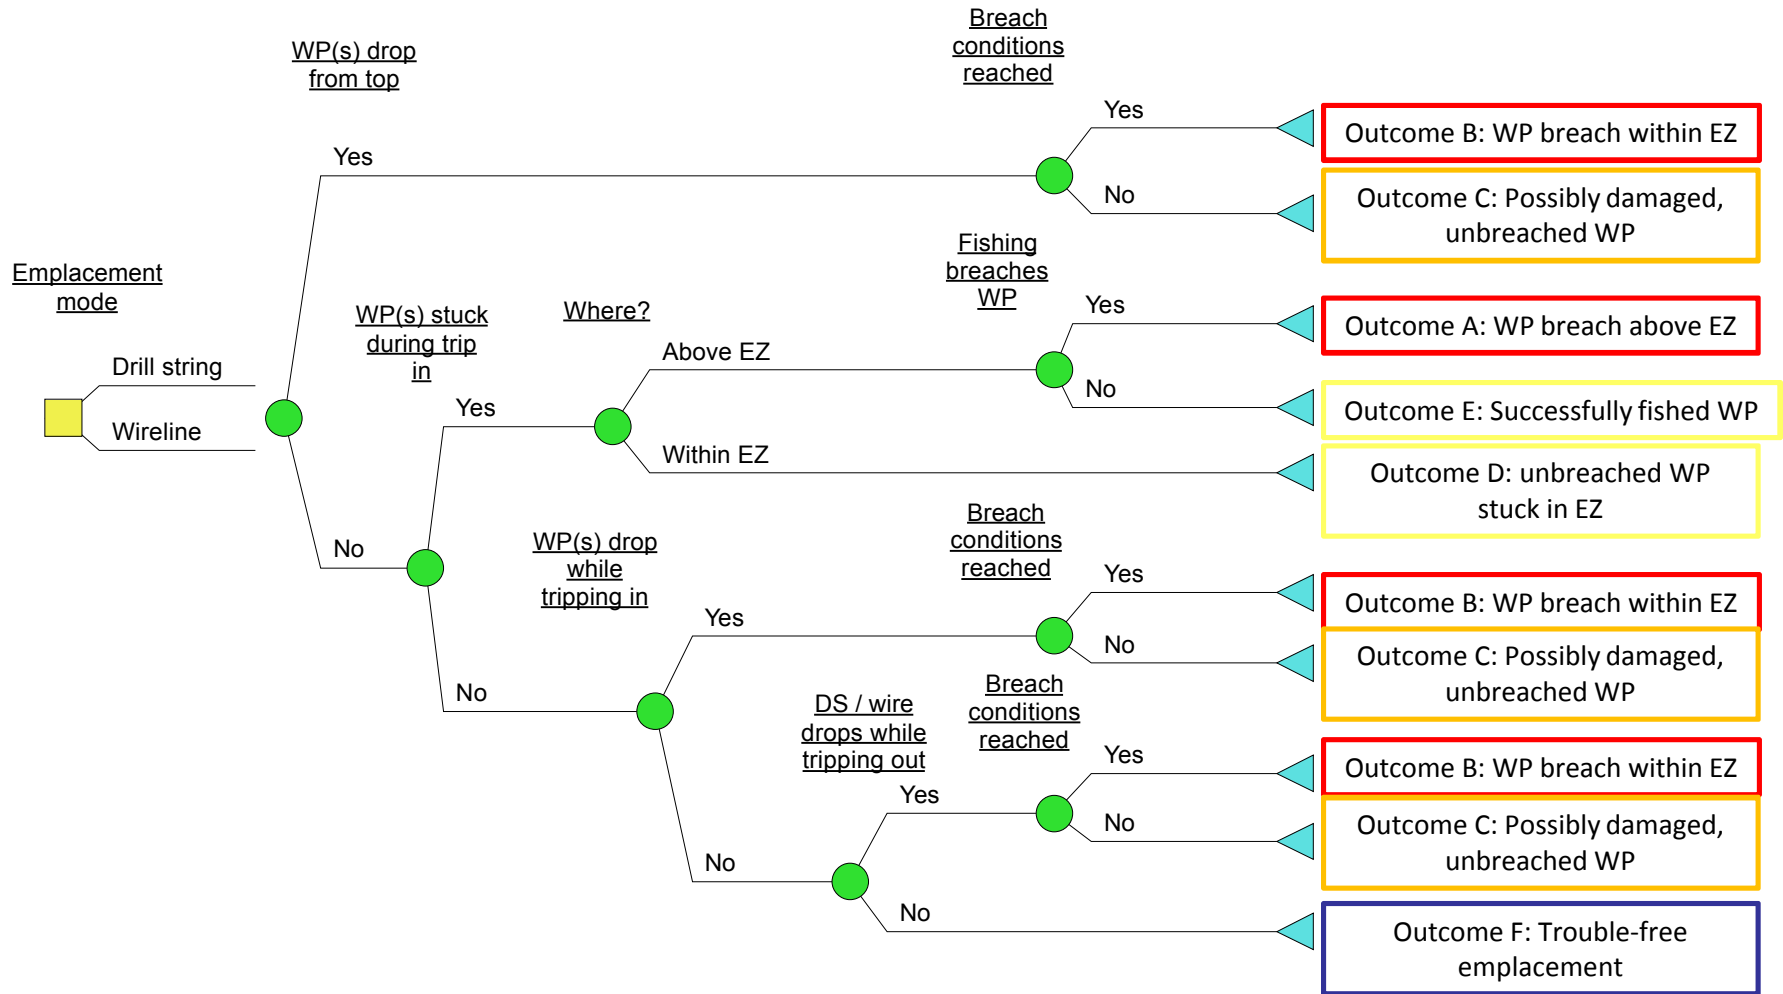 Breach
conditions
reached
WP(s) drop
from top
Yes
Outcome B: WP breach within EZ
Yes
No
Outcome C: Possibly damaged,
unbreached WP
Emplacement
mode
Fishing
breaches
WP
WP(s) stuck
during trip
in
Where?
Yes
Outcome A: WP breach above EZ
Above EZ
Drill string
No
Outcome E: Successfully fished WP
Yes
Wireline
Within EZ
Outcome D: unbreached WP
stuck in EZ
Breach
conditions
reached
No
WP(s) drop
while
tripping in
Yes
Outcome B: WP breach within EZ
Yes
No
Outcome C: Possibly damaged,
unbreached WP
No
DS / wire
drops while
tripping out
Breach
conditions
reached
Yes
Outcome B: WP breach within EZ
Yes
No
Outcome C: Possibly damaged,
unbreached WP
No
No
Outcome F: Trouble-free
emplacement